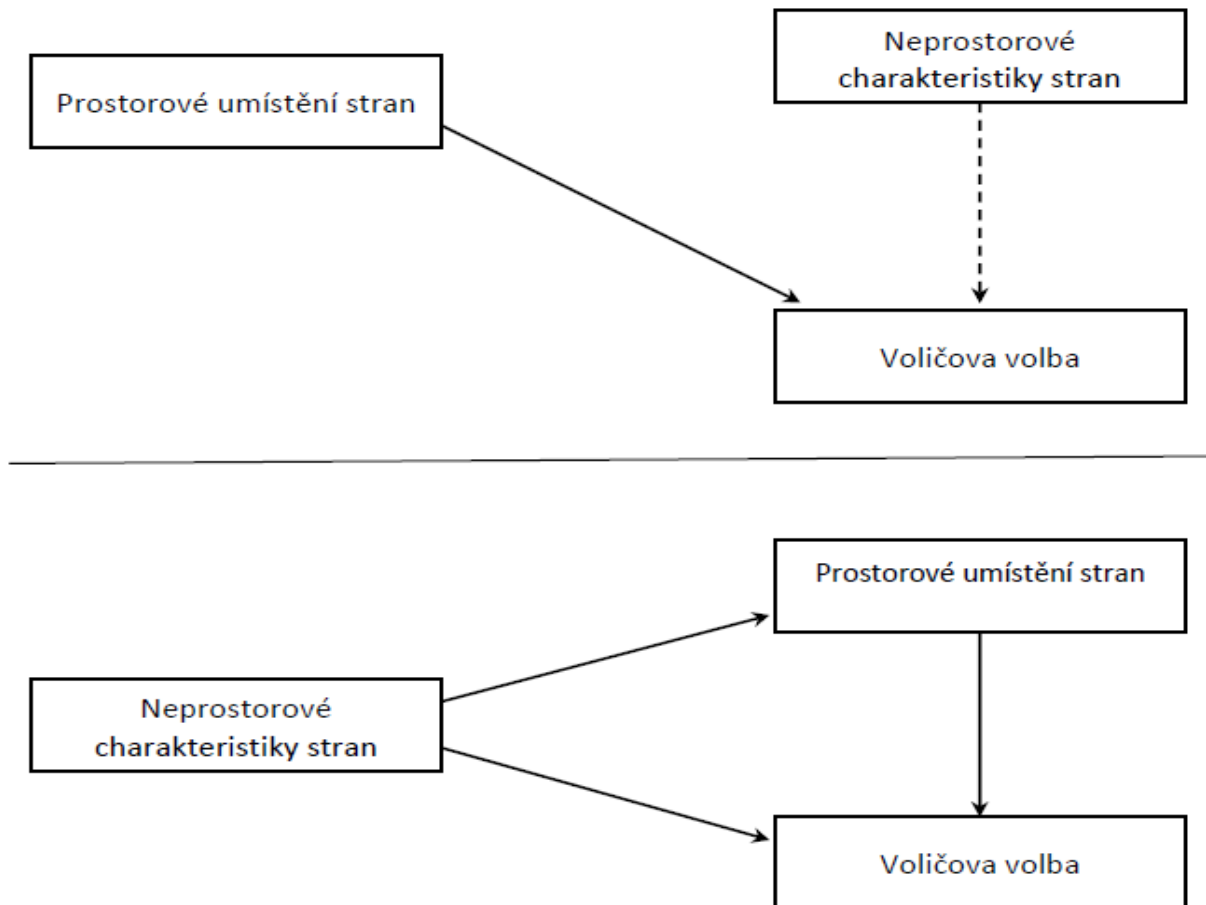 Neprostorové
charakteristiky stran
Prostorové umístění stran
Voličova volba
Prostorové umístění stran
Neprostorové
charakteristiky stran
Voličova volba